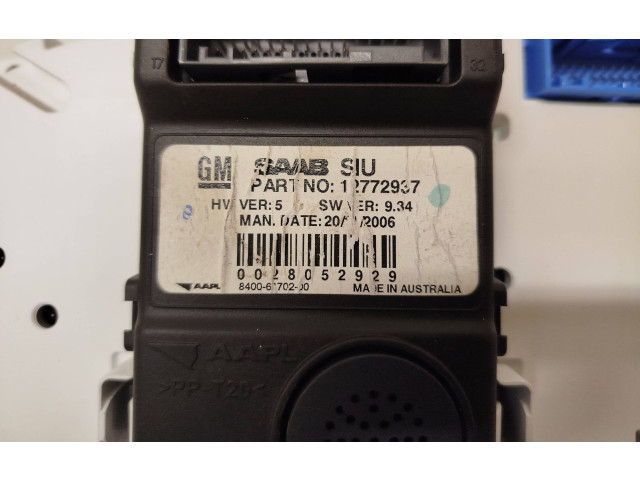 17 32
GM SAAB SIU
PART NO: 12772937
HW VER: 5 SW VER: 9.34
MAN. DATE: /2006
0028052929
AAPL MADE IN AUSTRALIA
AAPL
>PP-T20<